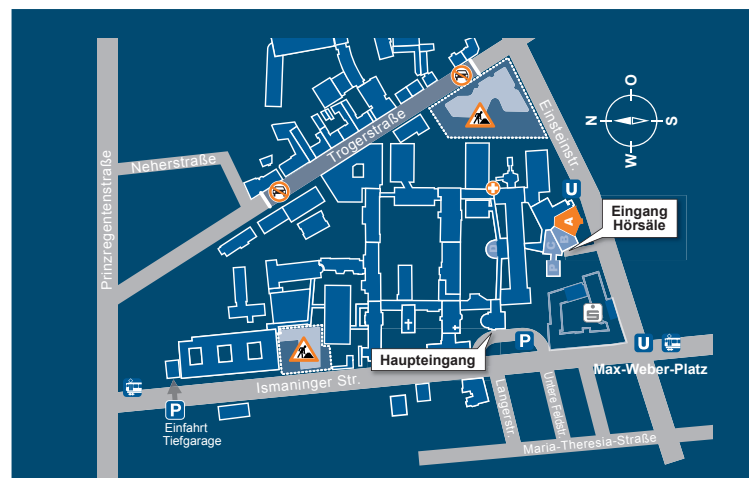 Prinzregentenstraße
Neherstraße
Trogerstraße
Einsteinstr.
O
N
S
W
U
Eingang
Hörsäle
A
B
C
P
D
S
Haupteingang
P
U
Max-Weber-Platz
Ismaninger Str.
P
Einfahrt
Tiefgarage
Langerstr.
Untere Feldstr.
Maria-Theresia-Straße